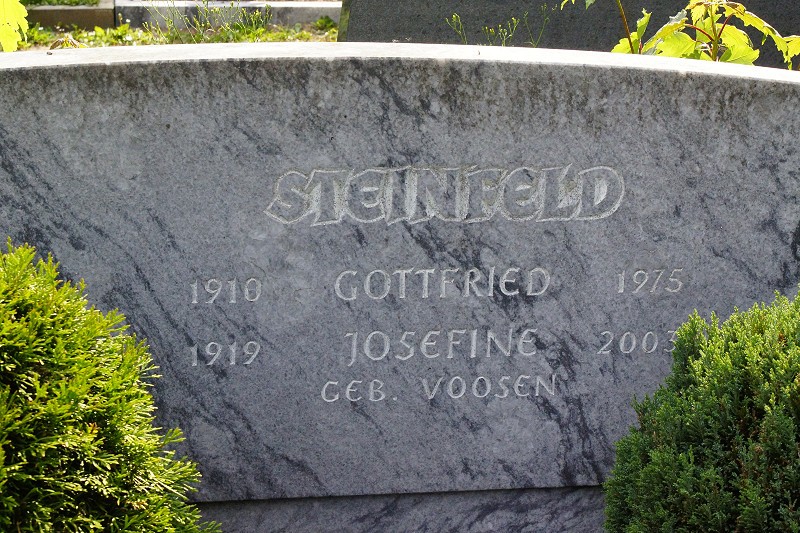 STEINFELD
1910 GOTTFRIED 1975
1919 JOSEFINE 2003
GEB. VOOSEN